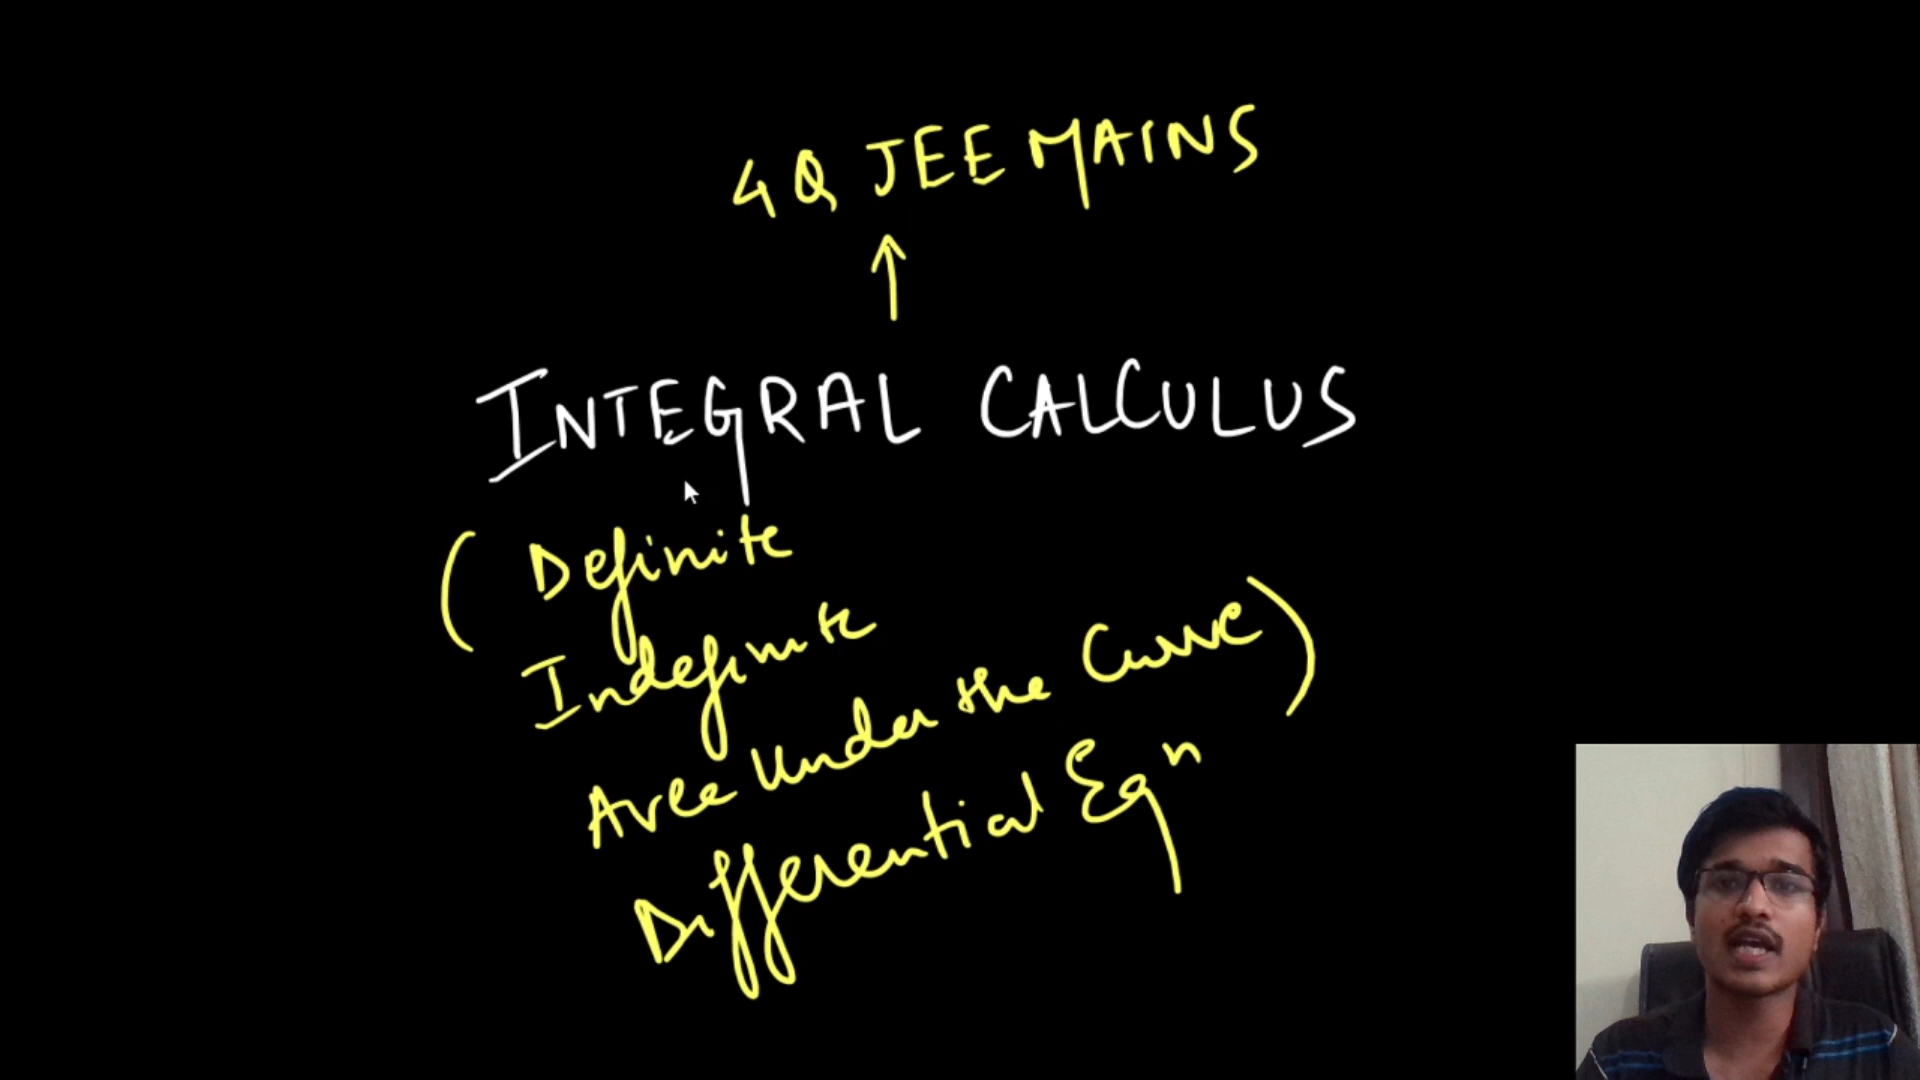 4Q JEE MAINS
INTEGRAL CALCULUS
(Definite
Indefinite
Area Under the Curve)
Differential Eqn